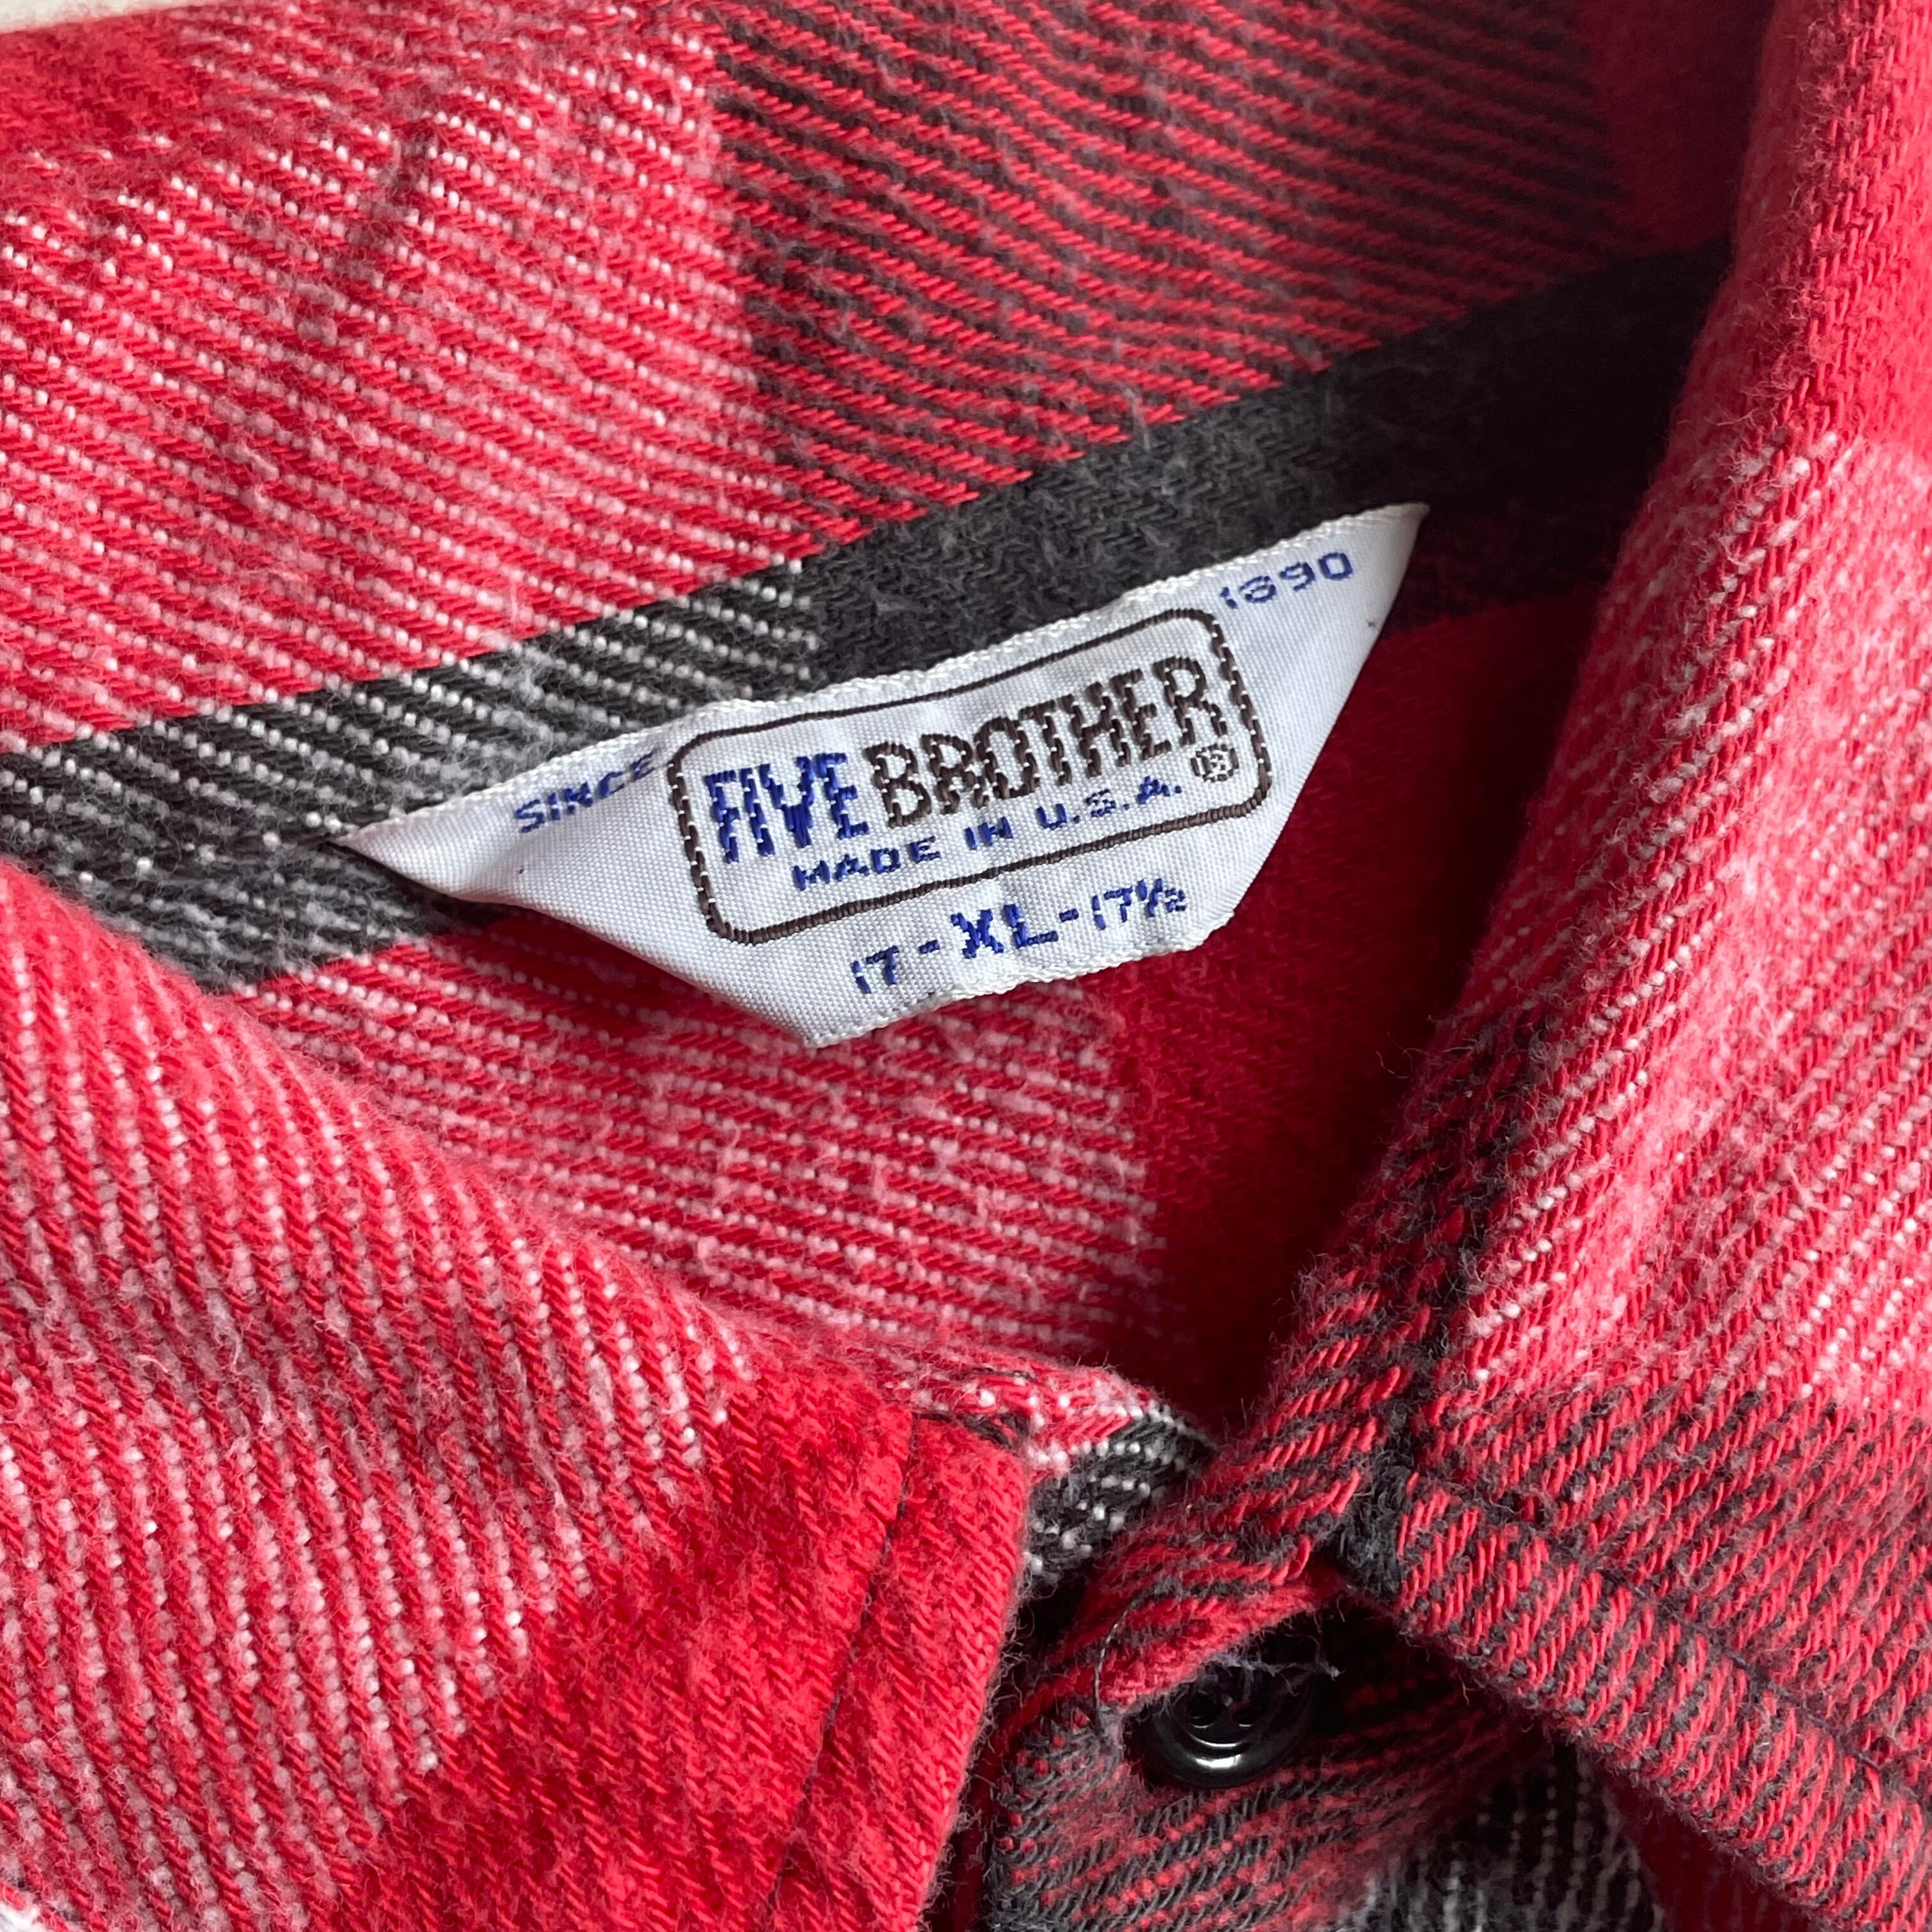 SINCE 1890
FIVE BROTHER ®
MADE IN U.S.A.
17-XL-17½